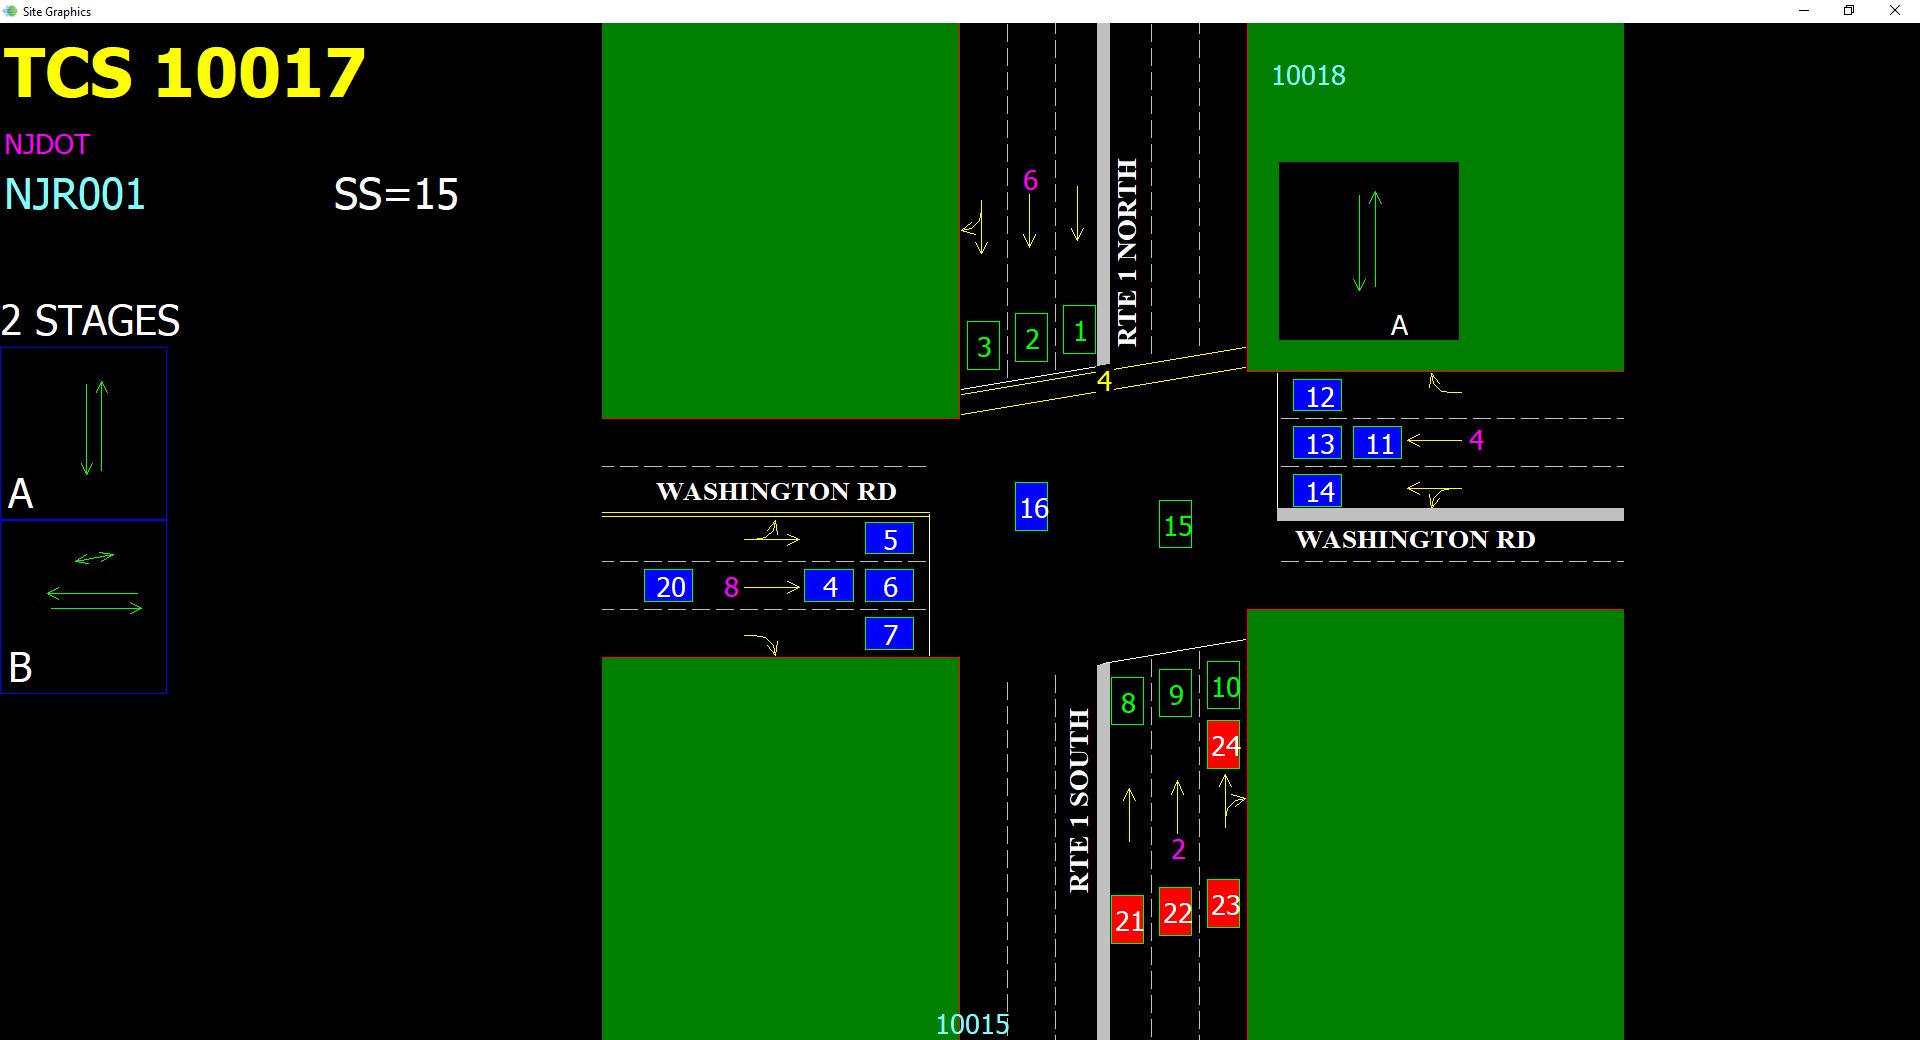 Site Graphics
TCS 10017
NJDOT
NJR001 SS=15
2 STAGES
A
B
10018
A
6
RTE 1 NORTH
3 2 1
4
12
13 11 4
14
WASHINGTON RD
WASHINGTON RD
16
15
5
20 8 4 6
7
RTE 1 SOUTH
8 9 10
24
2
21 22 23
10015